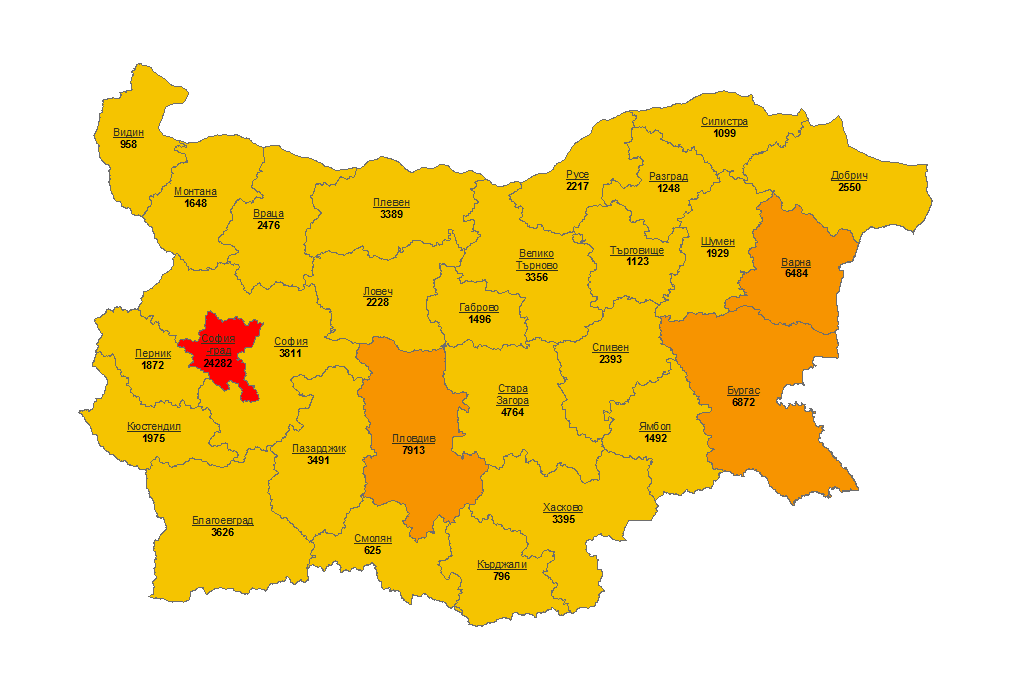 Видин
958
Монтана
1648
Враца
2476
Плевен
3389
Русе
2217
Силистра
1099
Разград
1248
Добрич
2550
Шумен
1929
Търговище
1123
Варна
6484
Велико
Търново
3356
Ловеч
2228
Габрово
1496
София
град
24282
София
3811
Перник
1872
Сливен
2393
Стара
Загора
4764
Бургас
6872
Кюстендил
1975
Пазарджик
3491
Пловдив
7913
Ямбол
1492
Благоевград
3626
Хасково
3395
Смолян
625
Кърджали
796